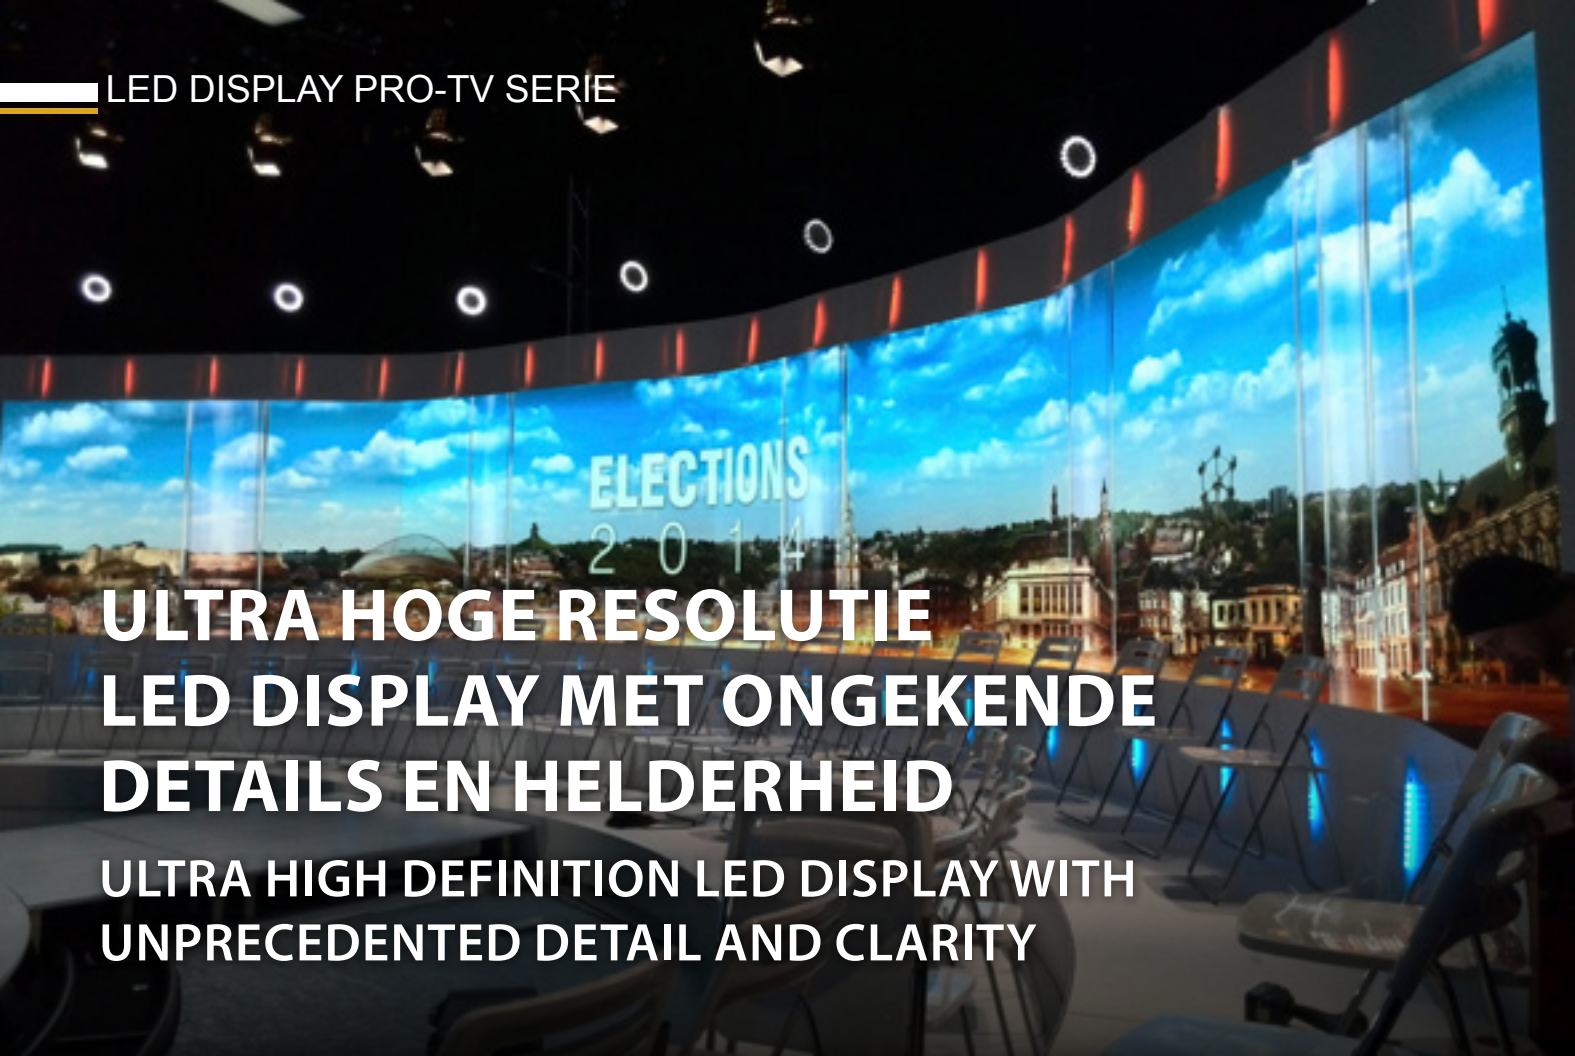 LED DISPLAY PRO-TV SERIE
ELECTIONS
2014
ULTRA HOGE RESOLUTIE
LED DISPLAY MET ONGEKENDE
DETAILS EN HELDERHEID
ULTRA HIGH DEFINITION LED DISPLAY WITH
UNPRECEDENTED DETAIL AND CLARITY